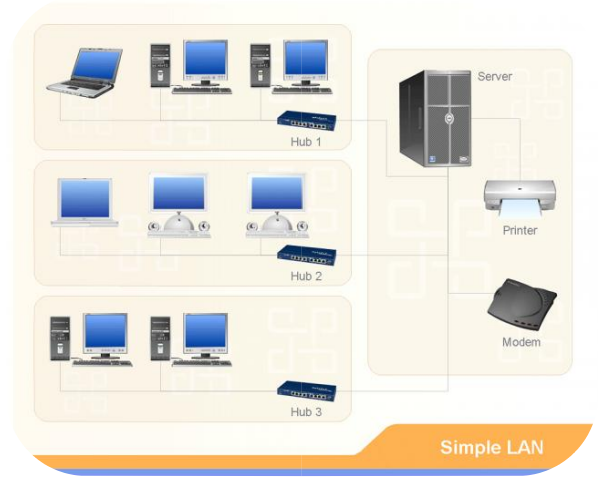 Server
Hub 1
Printer
Hub 2
Modem
Hub 3
Simple LAN